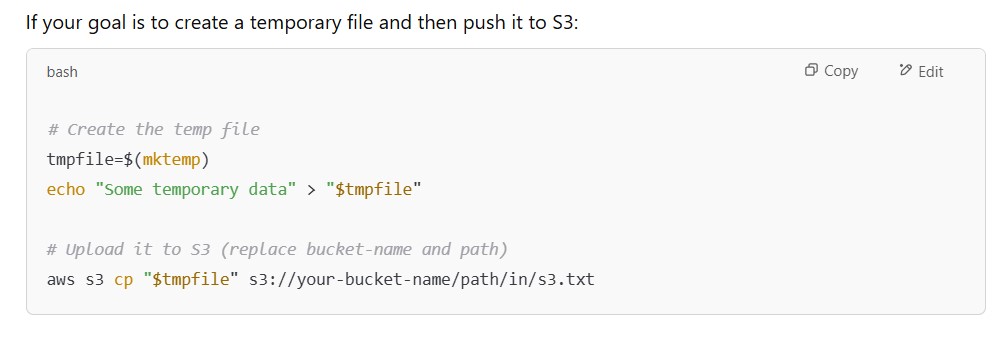 If your goal is to create a temporary file and then push it to S3:
bash
Copy
Edit
# Create the temp file
tmpfile=$(mktemp)
echo "Some temporary data" > "$tmpfile"
# Upload it to S3 (replace bucket-name and path)
aws s3 cp "$tmpfile" s3://your-bucket-name/path/in/s3.txt